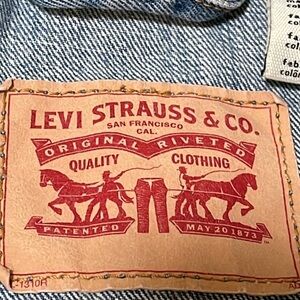 LEVI STRAUSS & CO.
SAN FRANCISCO
CAL.
ORIGINAL RIVETED
QUALITY CLOTHING
PATENTED MAY 20 1873